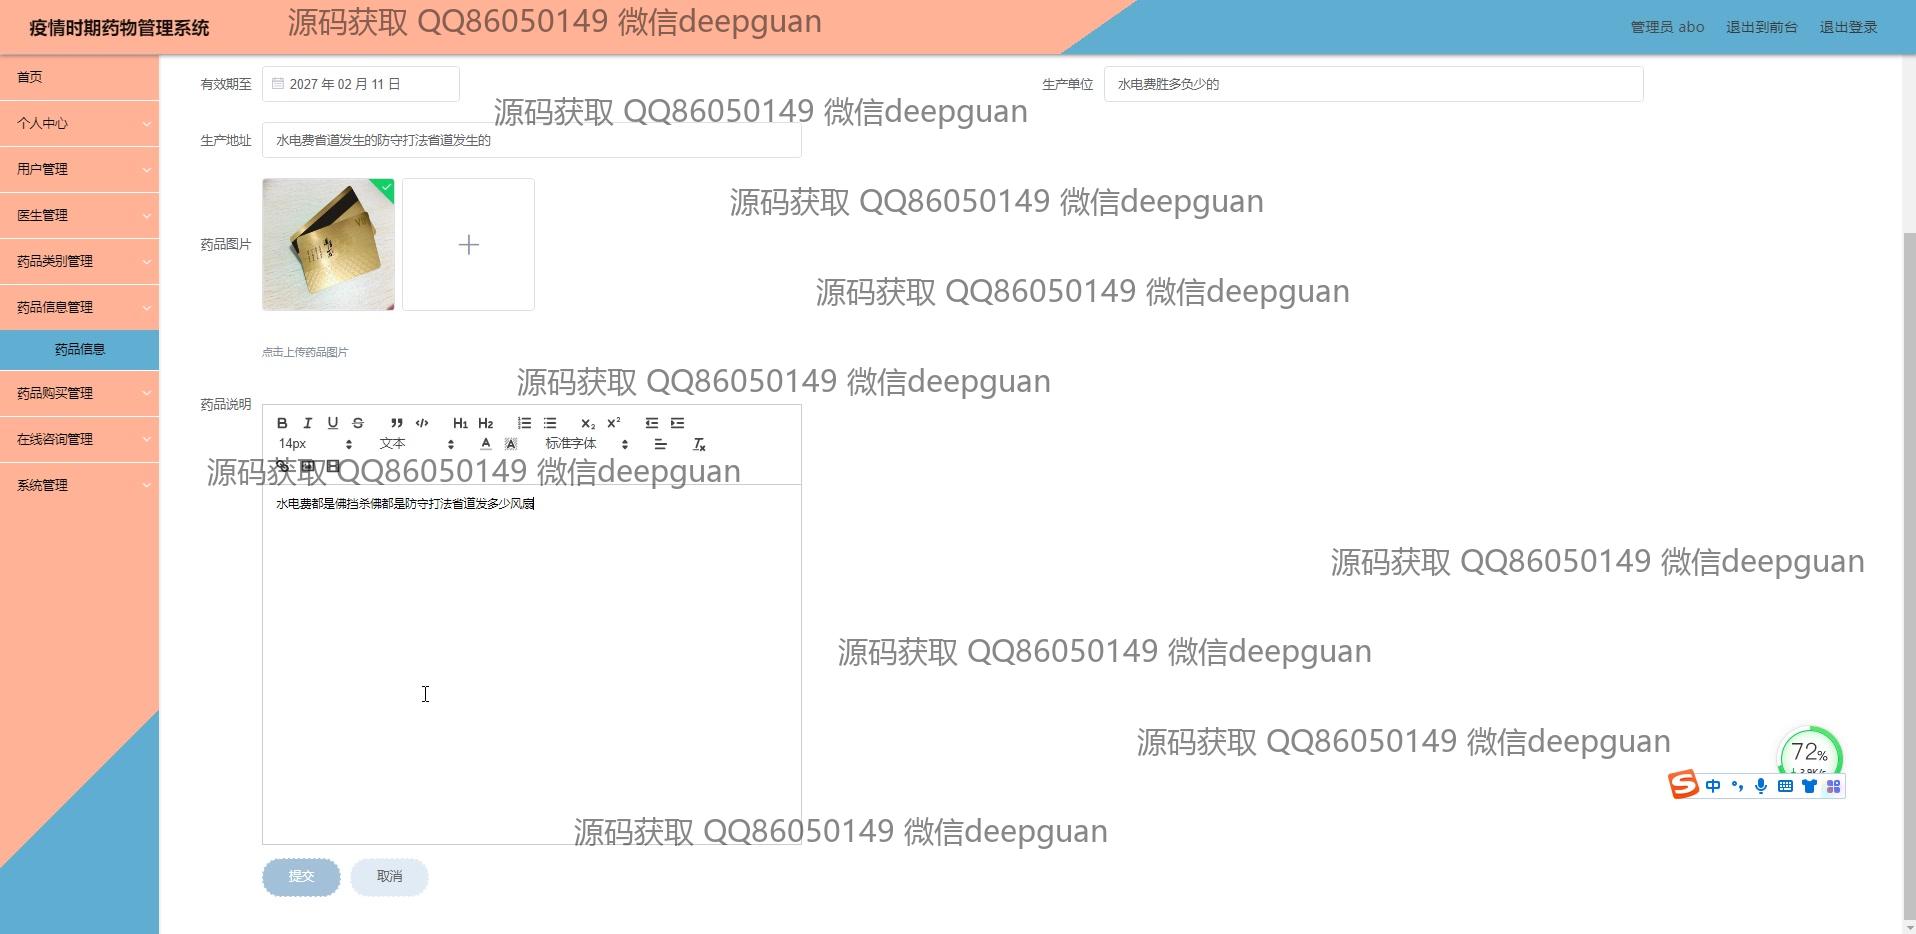 疫情时期药物管理系统
源码获取 QQ86050149 微信deepguan
管理员 abo 退出到前台 退出登录
首页
个人中心
用户管理
医生管理
药品类别管理
药品信息管理
药品信息
药品购买管理
在线咨询管理
系统管理
有效期至 2027 年 02 月 11 日
生产单位 水电费胜多负少的
源码获取 QQ86050149 微信deepguan
生产地址 水电费省道发生的防守打法省道发生的
源码获取 QQ86050149 微信deepguan
药品图片
源码获取 QQ86050149 微信deepguan
点击上传药品图片
源码获取 QQ86050149 微信deepguan
药品说明
B I U S H1 H2 X₂ X²
14px 文本 A A 标准字体
源码获取 QQ86050149 微信deepguan
水电费都是佛挡杀佛都是防守打法省道发多少风扇
源码获取 QQ86050149 微信deepguan
源码获取 QQ86050149 微信deepguan
源码获取 QQ86050149 微信deepguan
72%
中
源码获取 QQ86050149 微信deepguan
提交 取消